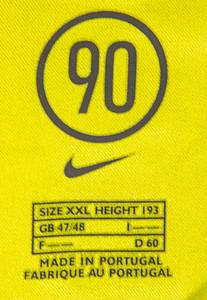 90
SIZE XXL HEIGHT 193
GB 47/48 I — —
F — — D 60
MADE IN PORTUGAL
FABRIQUE AU PORTUGAL